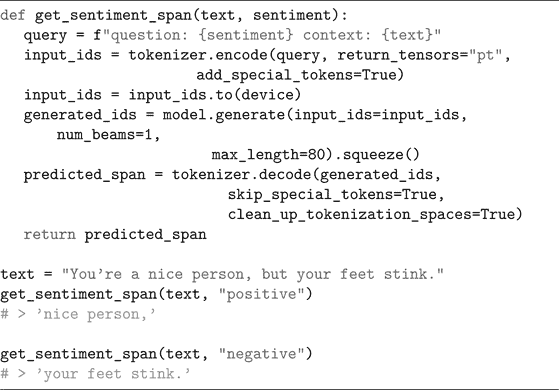 def get_sentiment_span(text, sentiment):
query = f"question: {sentiment} context: {text}"
input_ids = tokenizer.encode(query, return_tensors="pt",
add_special_tokens=True)
input_ids = input_ids.to(device)
generated_ids = model.generate(input_ids=input_ids,
num_beams=1,
max_length=80).squeeze()
predicted_span = tokenizer.decode(generated_ids,
skip_special_tokens=True,
clean_up_tokenization_spaces=True)
return predicted_span
text = "You’re a nice person, but your feet stink."
get_sentiment_span(text, "positive")
# > ’nice person,’
get_sentiment_span(text, "negative")
# > ’your feet stink.’